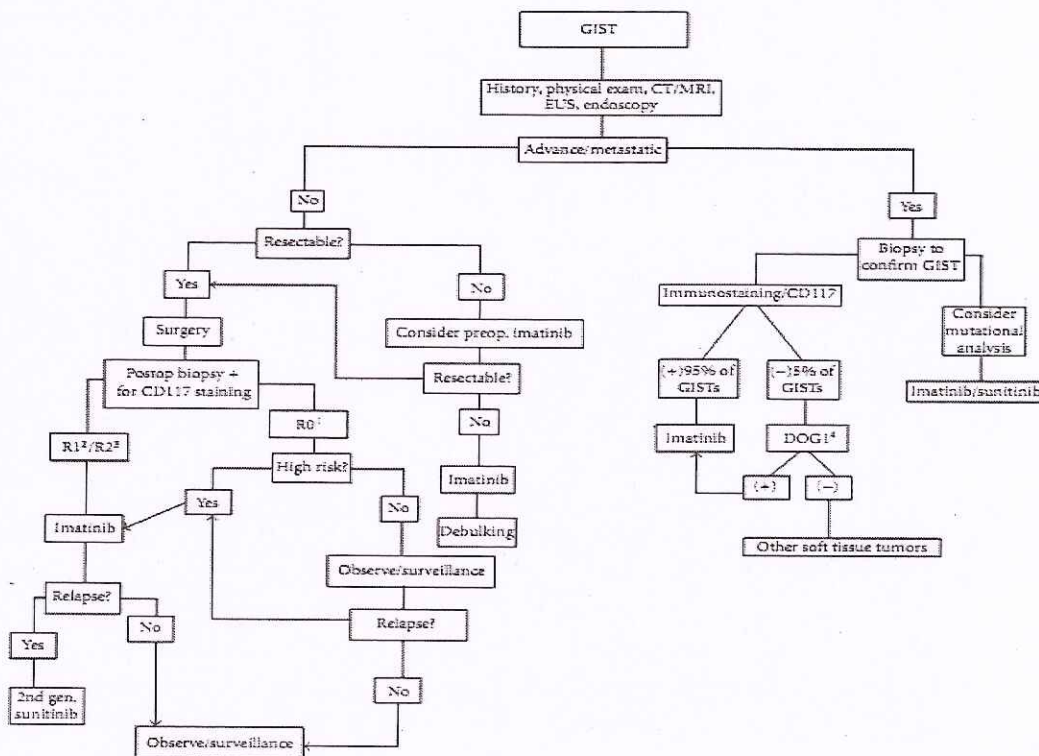 GIST
History, physical exam, CT/MRI,
EUS, endoscopy
Advance/metastatic
No
Yes
Resectable?
Biopsy to
confirm GIST
Yes
No
Immunostaining/CD117
Consider
mutational
analysis
Surgery
Consider preop. imatinib
Postop biopsy +
for CD117 staining
Resectable?
(+)95% of
GISTs
(−)5% of
GISTs
Imatinib/sunitinib
R1²/R2³
R0¹
No
Imatinib
DOG1⁴
High risk?
Yes
No
Imatinib
(+)
(−)
Imatinib
Debulking
Other soft tissue tumors
Observe/surveillance
Relapse?
Relapse?
Yes
No
2nd gen.
sunitinib
No
Observe/surveillance